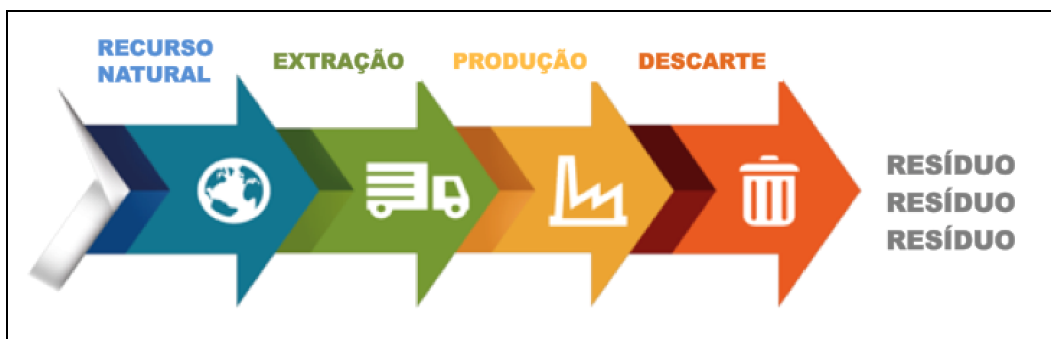 RECURSO
NATURAL
EXTRAÇÃO
PRODUÇÃO
DESCARTE
RESÍDUO
RESÍDUO
RESÍDUO